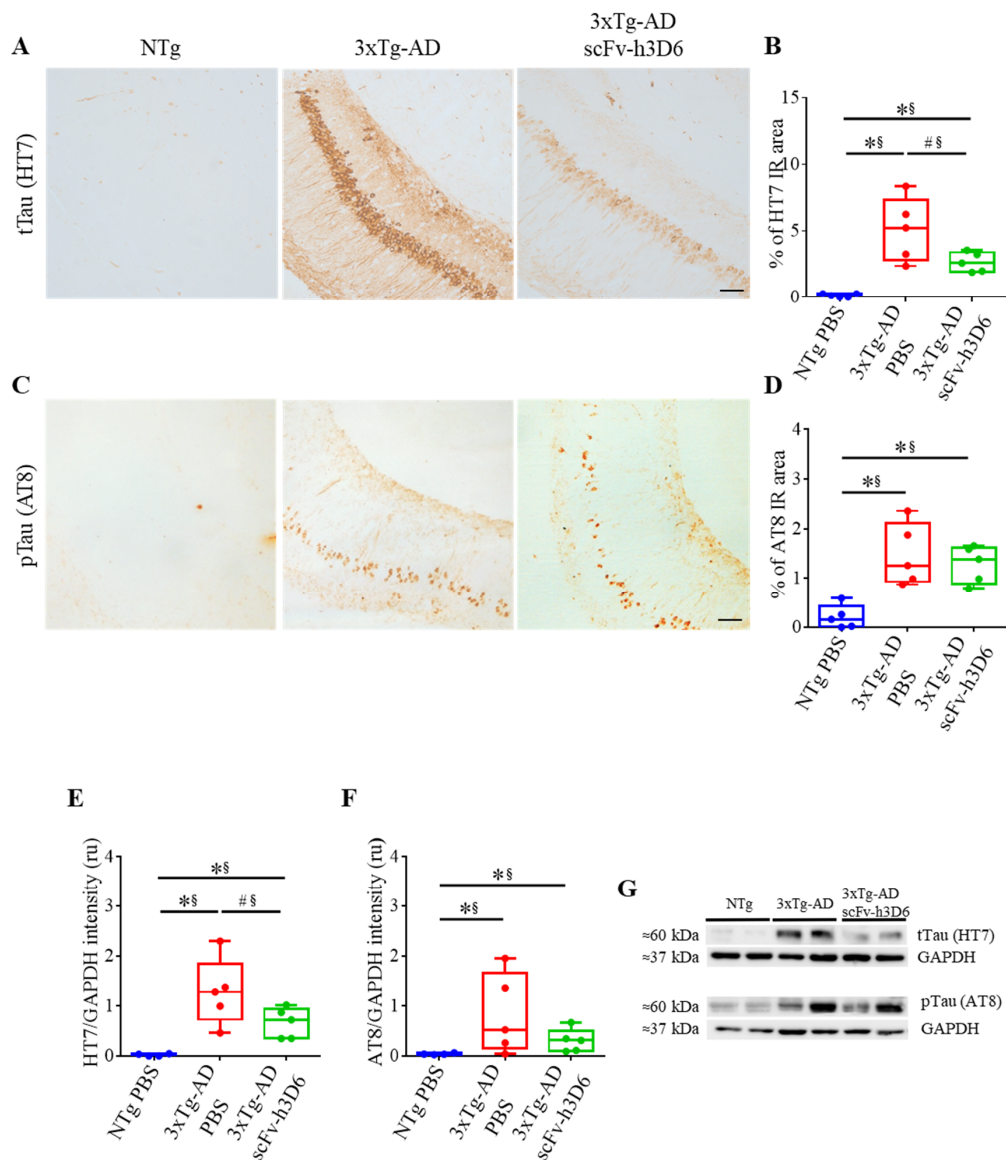 A
NTg
3xTg-AD
3xTg-AD
scFv-h3D6
tTau (HT7)
B
% of HT7 IR area
15
10
5
0
*§
*§
#§
NTg PBS
3xTg-AD
PBS
3xTg-AD
scFv-h3D6
C
pTau (AT8)
D
% of AT8 IR area
4
3
2
1
0
*§
*§
NTg PBS
3xTg-AD
PBS
3xTg-AD
scFv-h3D6
E
HT7/GAPDH intensity (ru)
4
3
2
1
0
*§
*§
#§
NTg PBS
3xTg-AD
PBS
3xTg-AD
scFv-h3D6
F
AT8/GAPDH intensity (ru)
4
3
2
1
0
*§
*§
NTg PBS
3xTg-AD
PBS
3xTg-AD
scFv-h3D6
G
NTg
3xTg-AD
3xTg-AD
scFv-h3D6
≈60 kDa
tTau (HT7)
≈37 kDa
GAPDH
≈60 kDa
pTau (AT8)
≈37 kDa
GAPDH